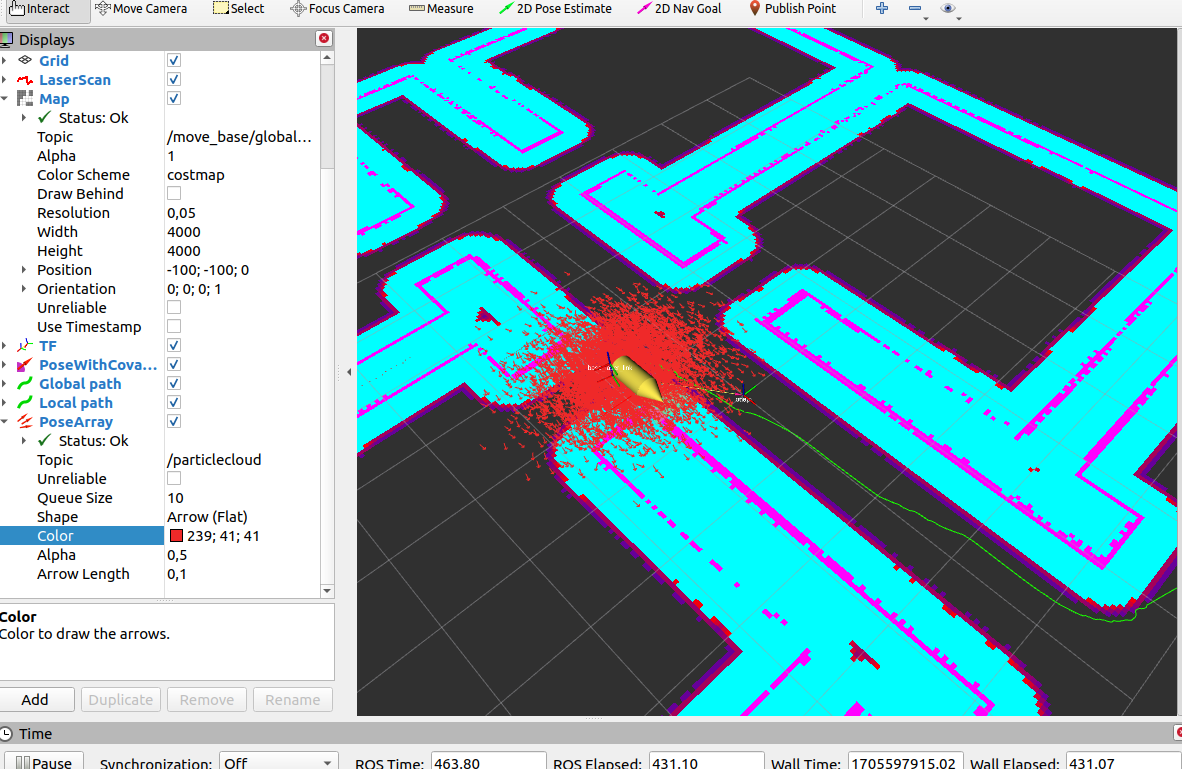 Interact Move Camera Select Focus Camera Measure 2D Pose Estimate 2D Nav Goal Publish Point
Displays
Grid
LaserScan
Map
Status: Ok
Topic /move_base/global...
Alpha 1
Color Scheme costmap
Draw Behind
Resolution 0,05
Width 4000
Height 4000
Position -100; -100; 0
Orientation 0; 0; 0; 1
Unreliable
Use Timestamp
TF
PoseWithCova...
Global path
Local path
PoseArray
Status: Ok
Topic /particlecloud
Unreliable
Queue Size 10
Shape Arrow (Flat)
Color 239; 41; 41
Alpha 0,5
Arrow Length 0,1
Color
Color to draw the arrows.
Add Duplicate Remove Rename
Time
Pause Synchronization: Off ROS Time: 463.80 ROS Elapsed: 431.10 Wall Time: 1705597915.02 Wall Elapsed: 431.07